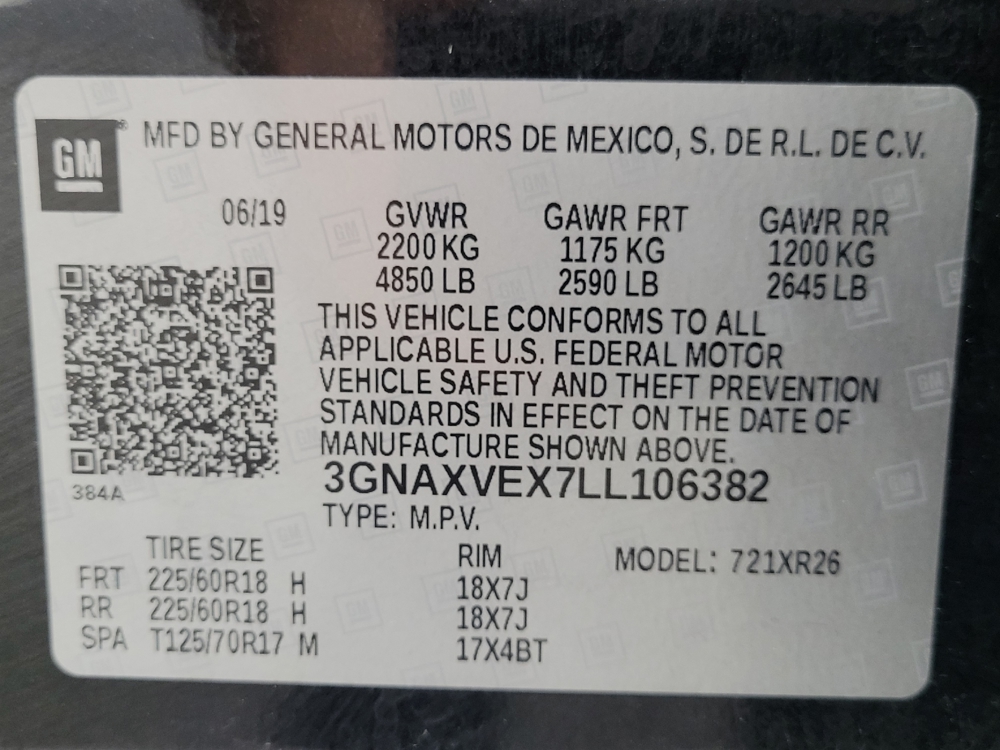 GM
MFD BY GENERAL MOTORS DE MEXICO, S. DE R.L. DE C.V.
06/19 GVWR GAWR FRT GAWR RR
2200 KG 1175 KG 1200 KG
4850 LB 2590 LB 2645 LB
THIS VEHICLE CONFORMS TO ALL
APPLICABLE U.S. FEDERAL MOTOR
VEHICLE SAFETY AND THEFT PREVENTION
STANDARDS IN EFFECT ON THE DATE OF
MANUFACTURE SHOWN ABOVE.
3GNAXVEX7LL106382
384A
TYPE: M.P.V.
TIRE SIZE RIM MODEL: 721XR26
FRT 225/60R18 H 18X7J
RR 225/60R18 H 18X7J
SPA T125/70R17 M 17X4BT